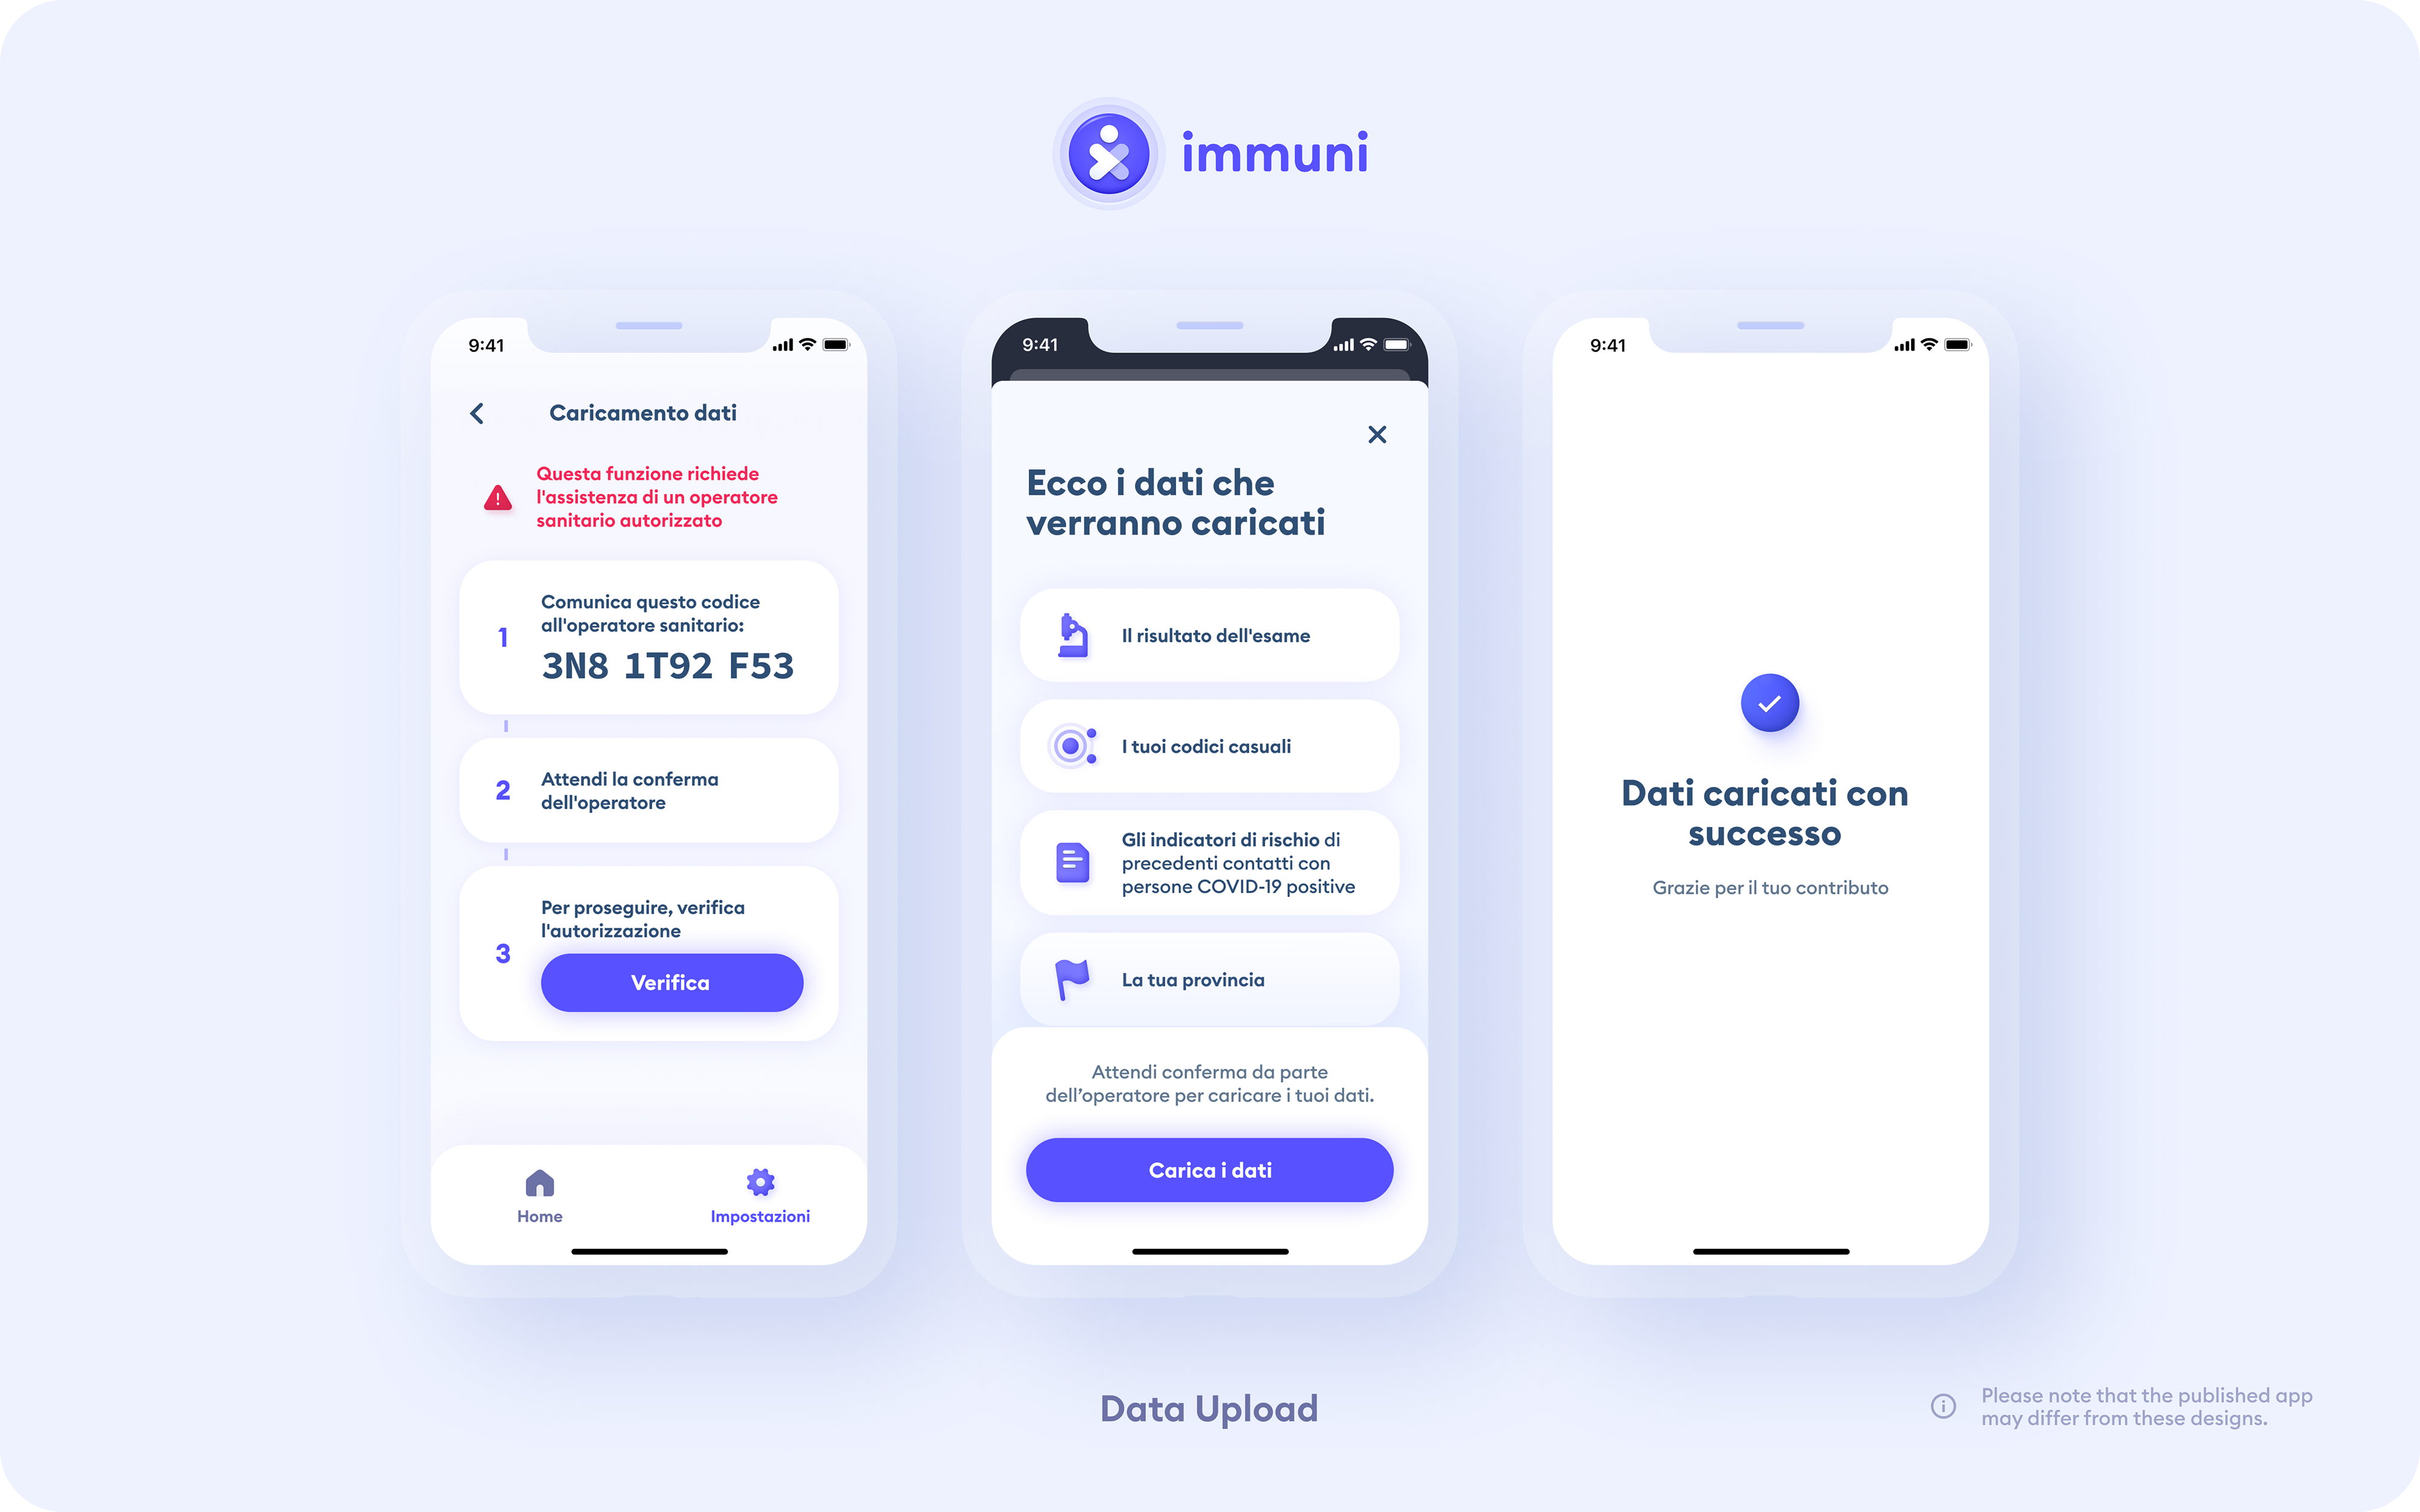 immuni
9:41
Caricamento dati
Questa funzione richiede
l'assistenza di un operatore
sanitario autorizzato
1
Comunica questo codice
all'operatore sanitario:
3N8 1T92 F53
2
Attendi la conferma
dell'operatore
3
Per proseguire, verifica
l'autorizzazione
Verifica
Home
Impostazioni
9:41
Ecco i dati che
verranno caricati
Il risultato dell'esame
I tuoi codici casuali
Gli indicatori di rischio di
precedenti contatti con
persone COVID-19 positive
La tua provincia
Attendi conferma da parte
dell’operatore per caricare i tuoi dati.
Carica i dati
9:41
Dati caricati con
successo
Grazie per il tuo contributo
Data Upload
Please note that the published app
may differ from these designs.